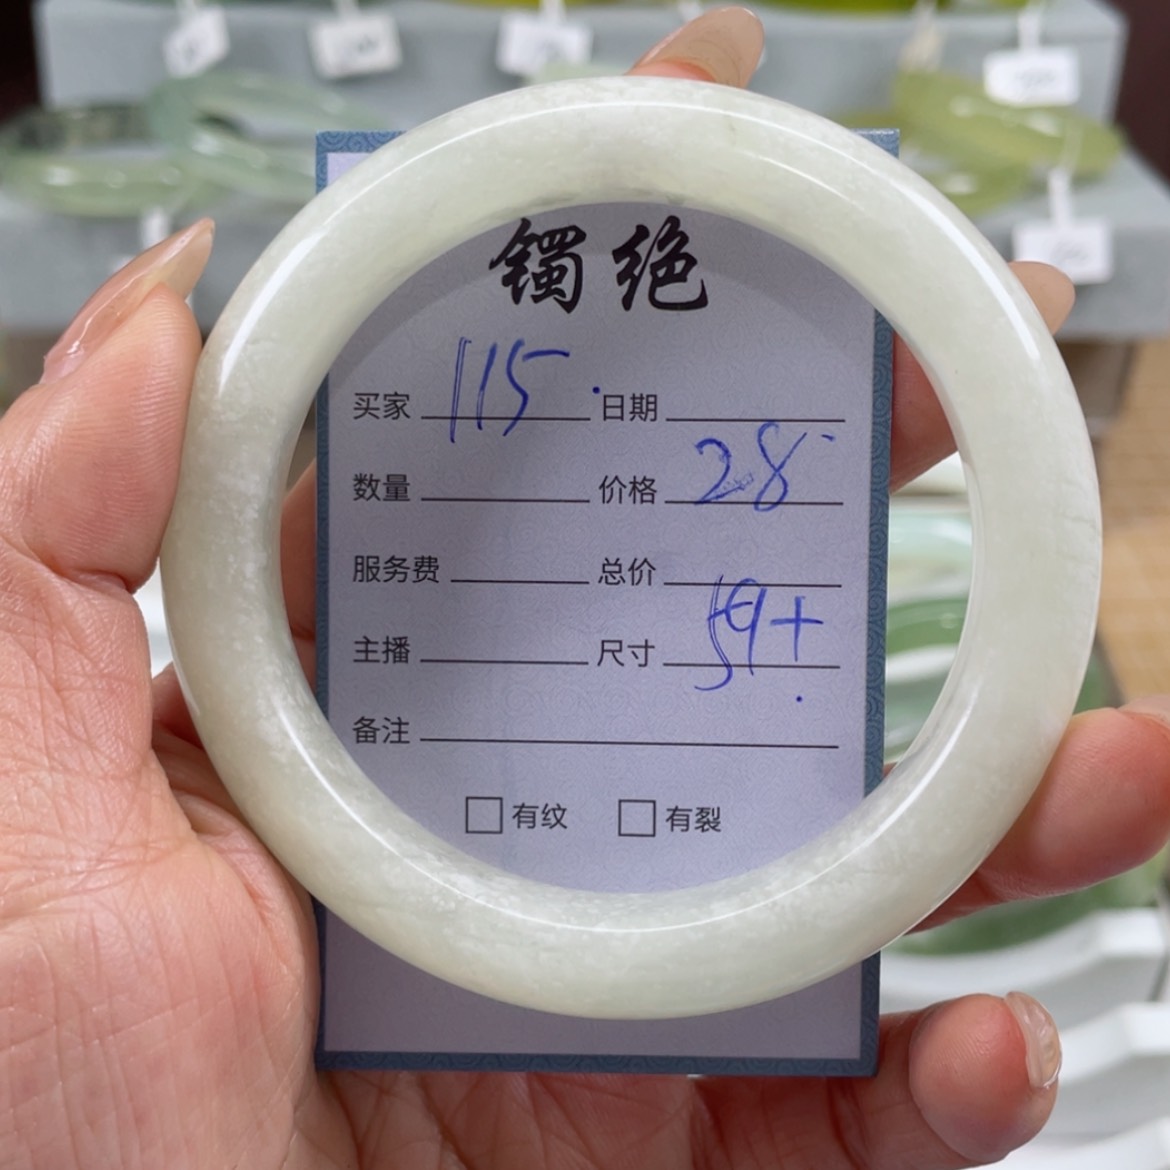 镯绝
买家 115. 日期
数量 价格 28
服务费 总价
主播 尺寸 59+
备注
□ 有纹 □ 有裂